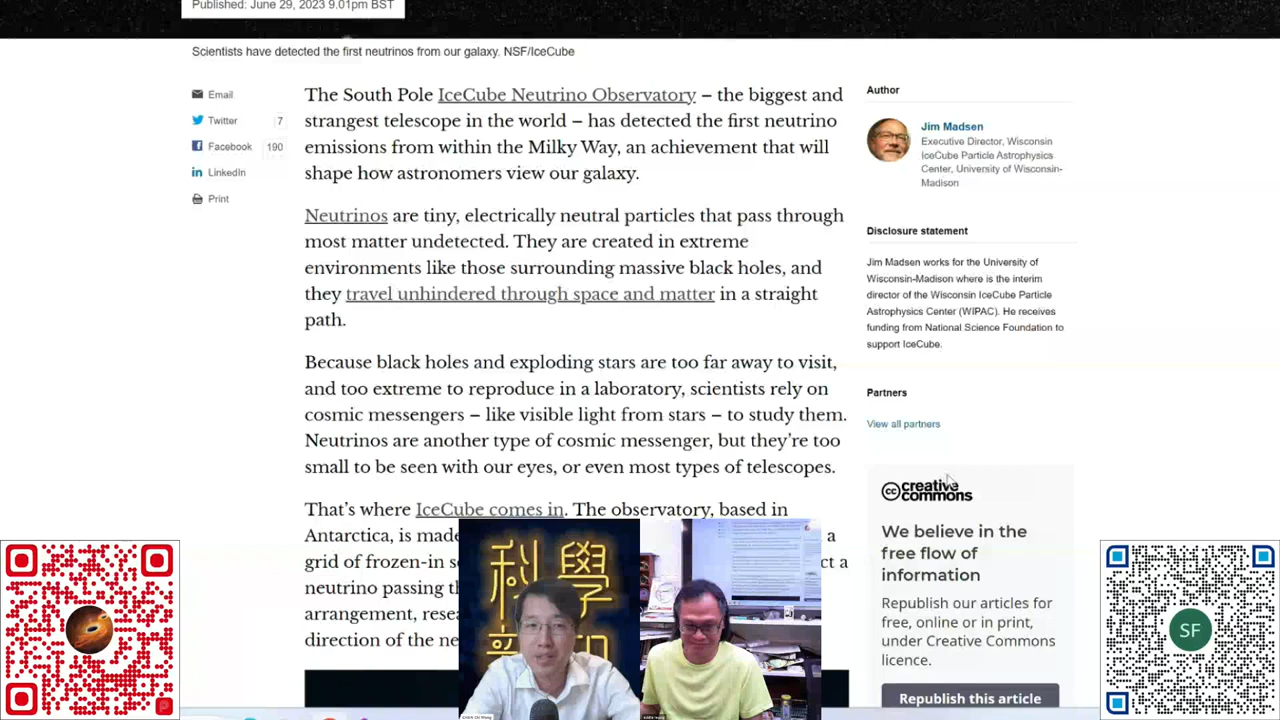 Published: June 29, 2023 9.01pm BST
Scientists have detected the first neutrinos from our galaxy. NSF/IceCube
Email
Twitter 7
Facebook 190
LinkedIn
Print
The South Pole IceCube Neutrino Observatory – the biggest and
strangest telescope in the world – has detected the first neutrino
emissions from within the Milky Way, an achievement that will
shape how astronomers view our galaxy.
Neutrinos are tiny, electrically neutral particles that pass through
most matter undetected. They are created in extreme
environments like those surrounding massive black holes, and
they travel unhindered through space and matter in a straight
path.
Because black holes and exploding stars are too far away to visit,
and too extreme to reproduce in a laboratory, scientists rely on
cosmic messengers – like visible light from stars – to study them.
Neutrinos are another type of cosmic messenger, but they're too
small to be seen with our eyes, or even most types of telescopes.
That's where IceCube comes in. The observatory, based in
Antarctica, is made a
grid of frozen-in
neutrino passing
direction of the
Author
Jim Madsen
Executive Director, Wisconsin
IceCube Particle Astrophysics
Center, University of Wisconsin-
Madison
Disclosure statement
Jim Madsen works for the University of
Wisconsin-Madison where is the interim
director of the Wisconsin IceCube Particle
Astrophysics Center (WIPAC). He receives
funding from National Science Foundation to
support IceCube.
Partners
View all partners
cc creative
commons
We believe in the
free flow of
information
Republish our articles for
free, online or in print,
under Creative Commons
licence.
Republish this article
學
SF